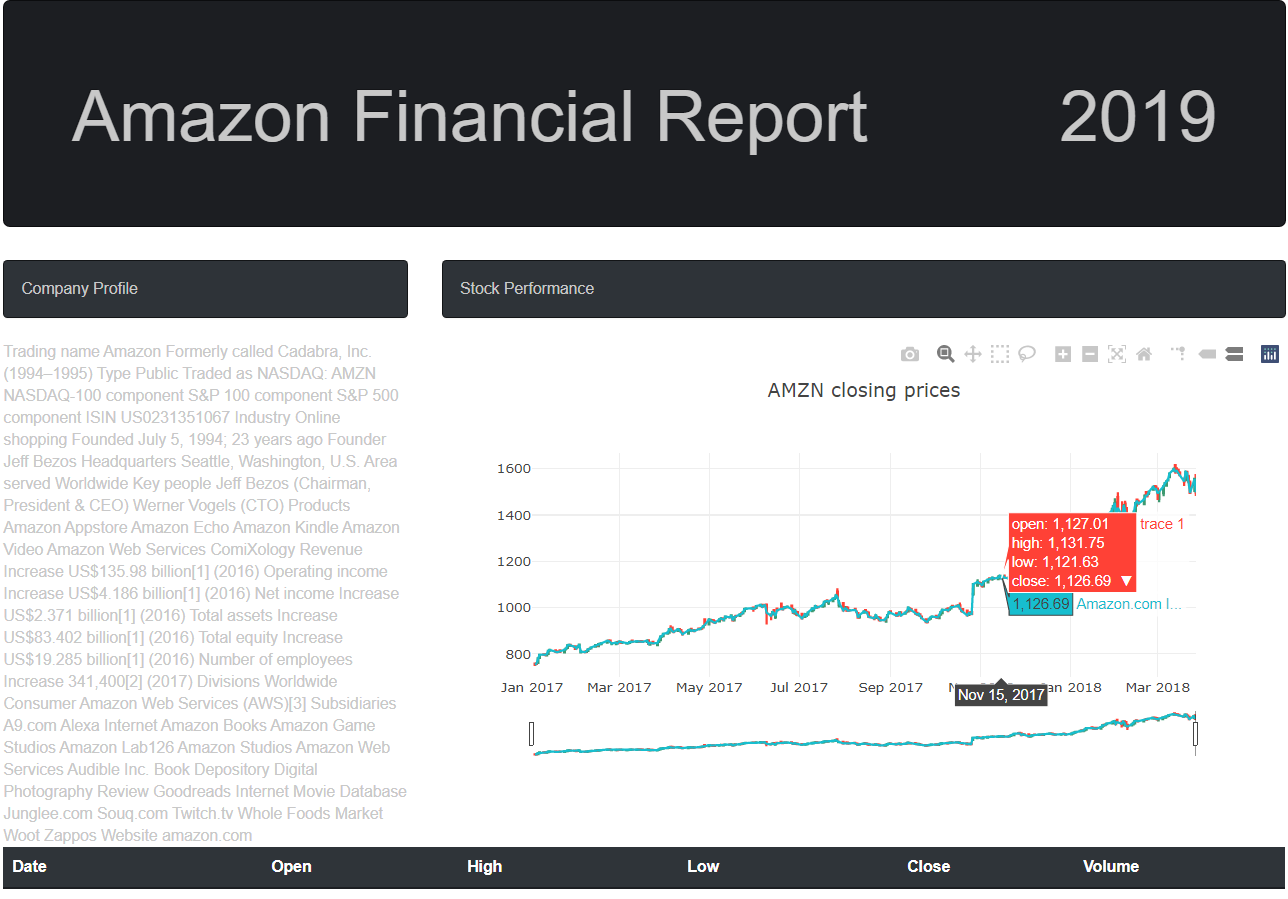 Amazon Financial Report 2019
Company Profile
Stock Performance
Trading name Amazon Formerly called Cadabra, Inc.
(1994–1995) Type Public Traded as NASDAQ: AMZN
NASDAQ-100 component S&P 100 component S&P 500
component ISIN US0231351067 Industry Online
shopping Founded July 5, 1994; 23 years ago Founder
Jeff Bezos Headquarters Seattle, Washington, U.S. Area
served Worldwide Key people Jeff Bezos (Chairman,
President & CEO) Werner Vogels (CTO) Products
Amazon Appstore Amazon Echo Amazon Kindle Amazon
Video Amazon Web Services ComiXology Revenue
Increase US$135.98 billion[1] (2016) Operating income
Increase US$4.186 billion[1] (2016) Net income Increase
US$2.371 billion[1] (2016) Total assets Increase
US$83.402 billion[1] (2016) Total equity Increase
US$19.285 billion[1] (2016) Number of employees
Increase 341,400[2] (2017) Divisions Worldwide
Consumer Amazon Web Services (AWS)[3] Subsidiaries
A9.com Alexa Internet Amazon Books Amazon Game
Studios Amazon Lab126 Amazon Studios Amazon Web
Services Audible Inc. Book Depository Digital
Photography Review Goodreads Internet Movie Database
Junglee.com Souq.com Twitch.tv Whole Foods Market
Woot Zappos Website amazon.com
AMZN closing prices
1600
1400
1200
1000
800
open: 1,127.01 trace 1
high: 1,131.75
low: 1,121.63
close: 1,126.69 ▼
1,126.69 Amazon.com I...
Jan 2017 Mar 2017 May 2017 Jul 2017 Sep 2017 2018 Mar 2018
Nov 15, 2017
Date Open High Low Close Volume